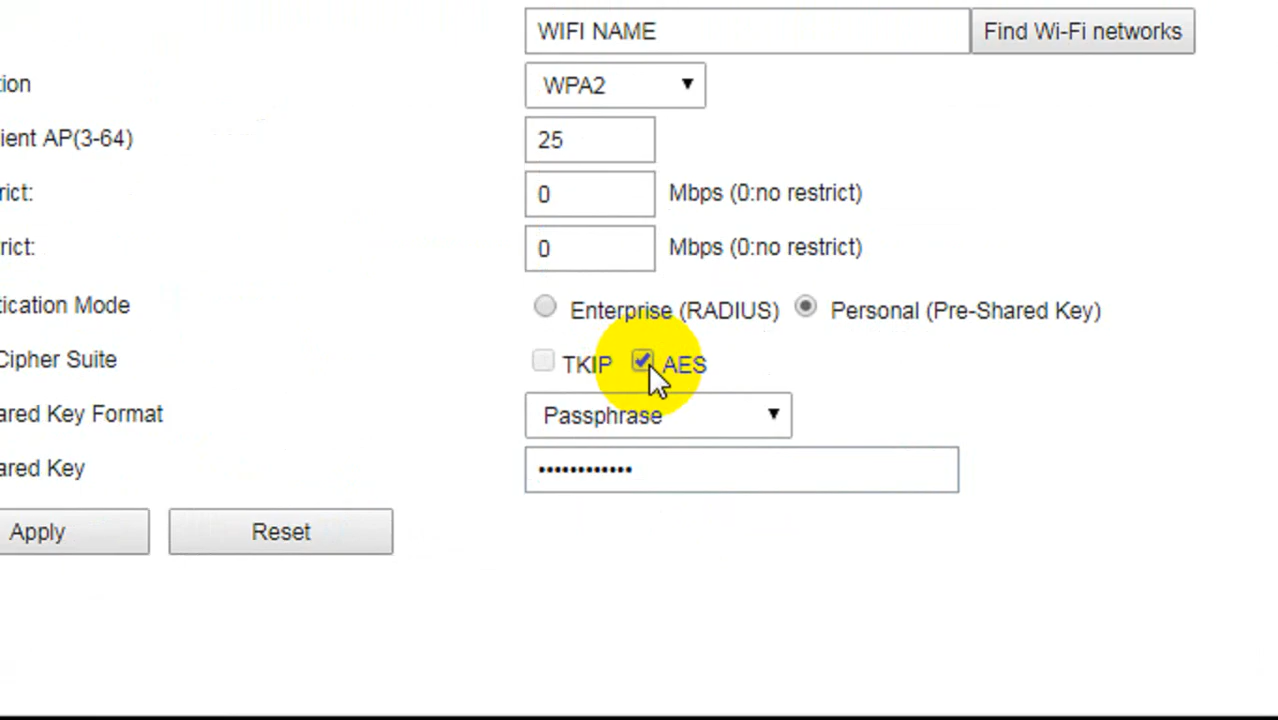 WIFI NAME Find Wi-Fi networks
tion WPA2
ient AP(3-64) 25
rict: 0 Mbps (0:no restrict)
rict: 0 Mbps (0:no restrict)
tication Mode Enterprise (RADIUS) Personal (Pre-Shared Key)
Cipher Suite TKIP AES
ared Key Format Passphrase
ared Key ••••••••••••
Apply Reset